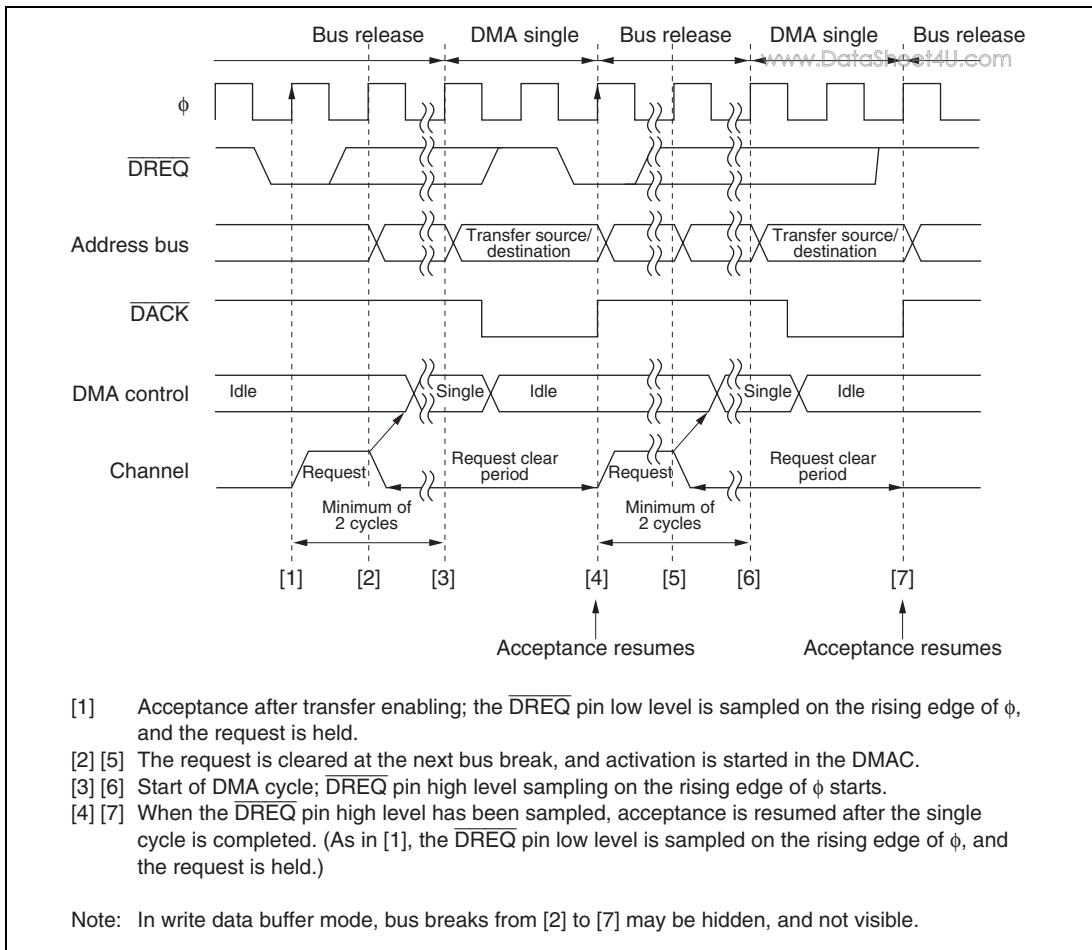 Bus release DMA single Bus release DMA single Bus release
www.DataSheet4U.com
φ
DREQ
Address bus
Transfer source/
destination
Transfer source/
destination
DACK
DMA control
Idle Single Idle Single Idle
Channel
Request Request clear
period
Request Request clear
period
Minimum of
2 cycles
Minimum of
2 cycles
[1] [2] [3] [4] [5] [6] [7]
Acceptance resumes Acceptance resumes
[1] Acceptance after transfer enabling; the DREQ pin low level is sampled on the rising edge of φ,
and the request is held.
[2] [5] The request is cleared at the next bus break, and activation is started in the DMAC.
[3] [6] Start of DMA cycle; DREQ pin high level sampling on the rising edge of φ starts.
[4] [7] When the DREQ pin high level has been sampled, acceptance is resumed after the single
cycle is completed. (As in [1], the DREQ pin low level is sampled on the rising edge of φ, and
the request is held.)
Note: In write data buffer mode, bus breaks from [2] to [7] may be hidden, and not visible.